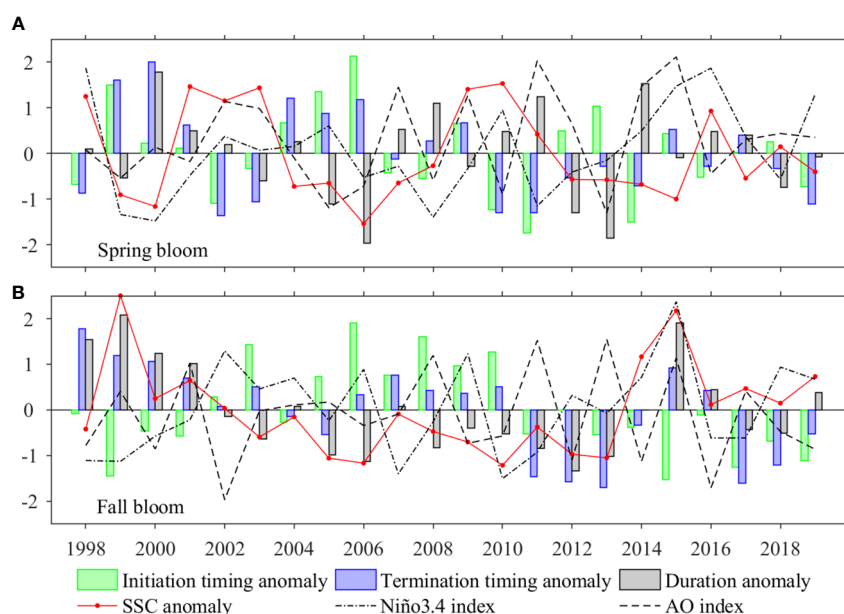 A
2
1
0
-1
-2
Spring bloom
B
2
1
0
-1
-2
Fall bloom
1998 2000 2002 2004 2006 2008 2010 2012 2014 2016 2018
Initiation timing anomaly Termination timing anomaly Duration anomaly
SSC anomaly Niño3.4 index AO index